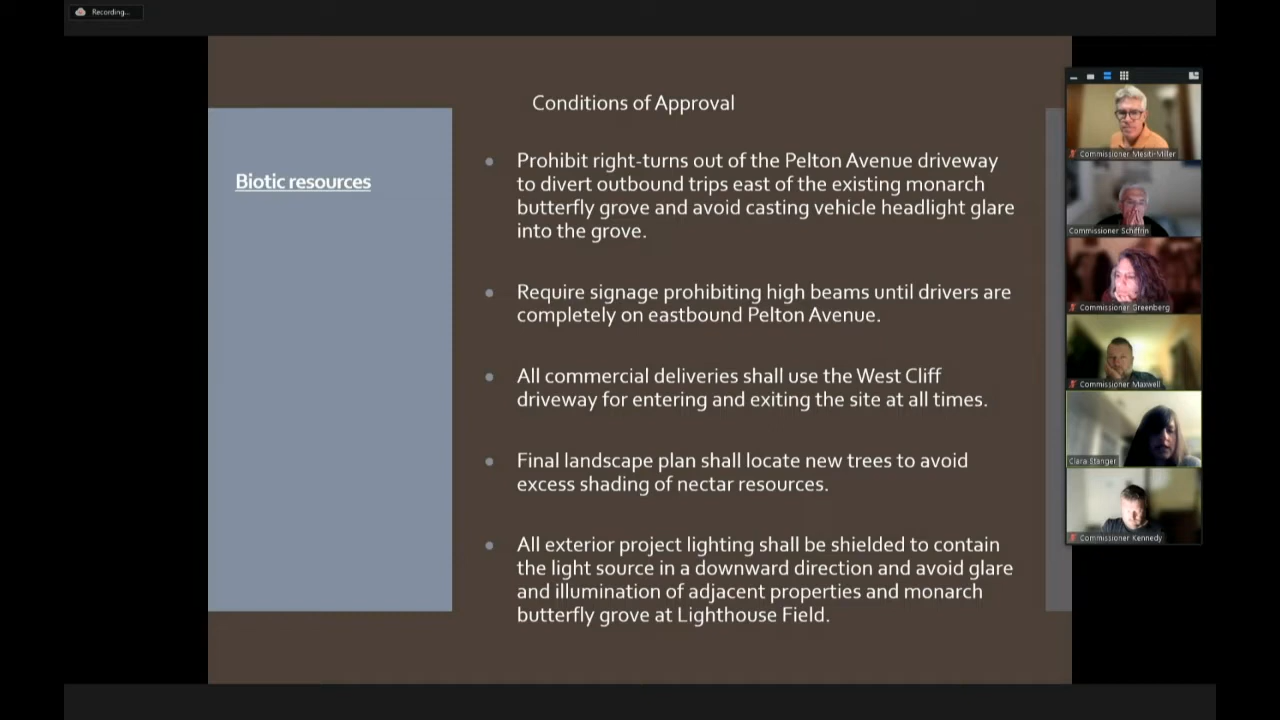 Recording...
Conditions of Approval
Biotic resources
Prohibit right-turns out of the Pelton Avenue driveway
to divert outbound trips east of the existing monarch
butterfly grove and avoid casting vehicle headlight glare
into the grove.
Require signage prohibiting high beams until drivers are
completely on eastbound Pelton Avenue.
All commercial deliveries shall use the West Cliff
driveway for entering and exiting the site at all times.
Final landscape plan shall locate new trees to avoid
excess shading of nectar resources.
All exterior project lighting shall be shielded to contain
the light source in a downward direction and avoid glare
and illumination of adjacent properties and monarch
butterfly grove at Lighthouse Field.
Commissioner Mesiti-Miller
Commissioner Schiffrin
Commissioner Greenberg
Commissioner Maxwell
Clara Stanger
Commissioner Kennedy